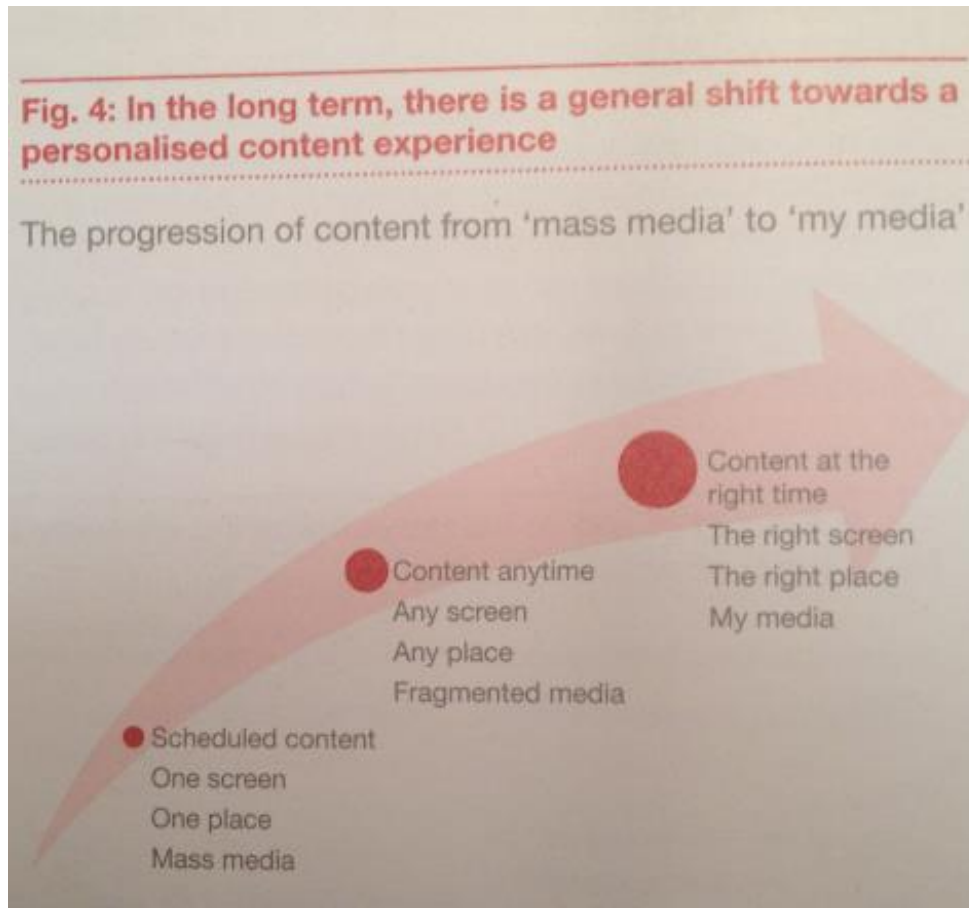 Fig. 4: In the long term, there is a general shift towards a
personalised content experience
The progression of content from ‘mass media’ to ‘my media’
Content at the
right time
The right screen
The right place
My media
Content anytime
Any screen
Any place
Fragmented media
Scheduled content
One screen
One place
Mass media